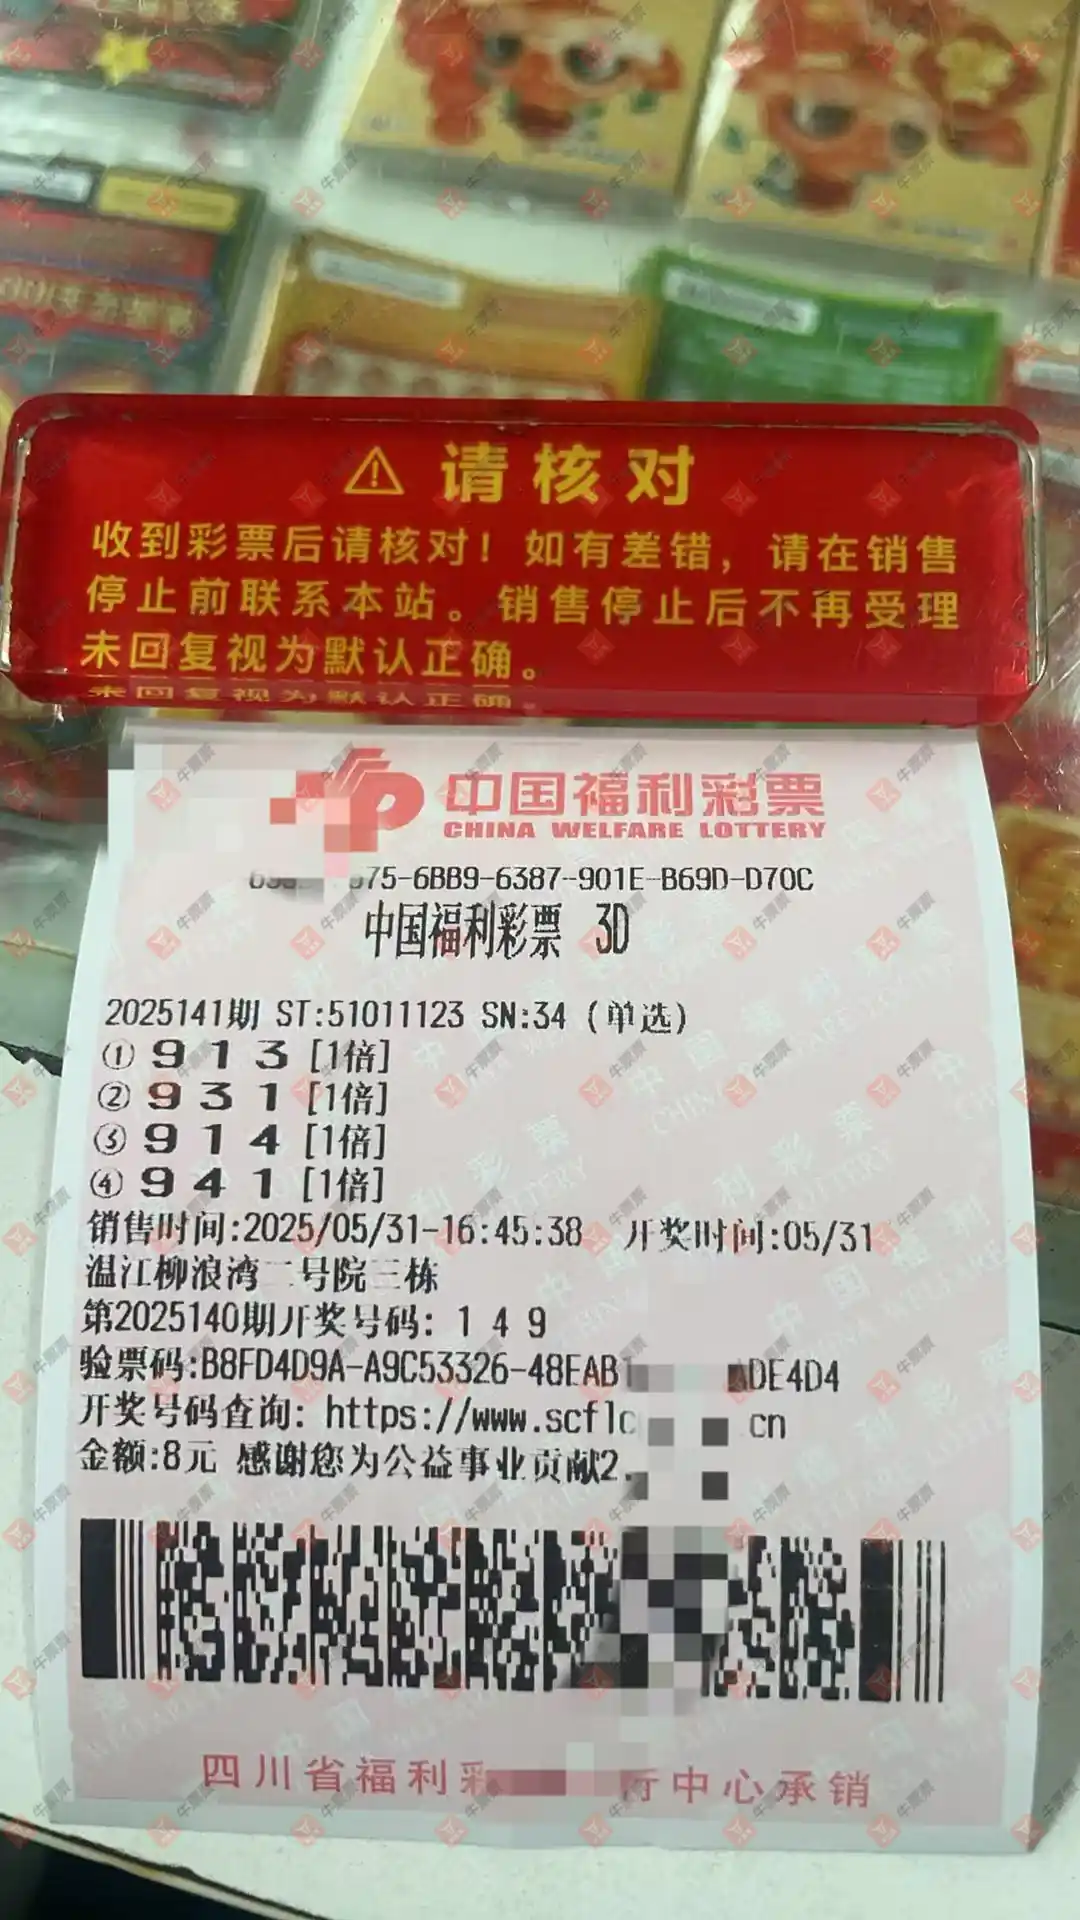 ⚠ 请核对
收到彩票后请核对！如有差错，请在销售
停止前联系本站。销售停止后不再受理
未回复视为默认正确。
中国福利彩票
CHINA WELFARE LOTTERY
975-6BB9-6387-901E-B69D-D70C
中国福利彩票 3D
2025141期 ST:51011123 SN:34 (单选)
① 9 1 3 [1倍]
② 9 3 1 [1倍]
③ 9 1 4 [1倍]
④ 9 4 1 [1倍]
销售时间:2025/05/31-16:45:38 开奖时间:05/31
温江柳浪湾二号院三栋
第2025140期开奖号码: 1 4 9
验票码:B8FD4D9A-A9C53326-48EAB1 DE4D4
开奖号码查询: https://www.scflc cn
金额:8元 感谢您为公益事业贡献2.
四川省福利彩 行中心承销
牛票票